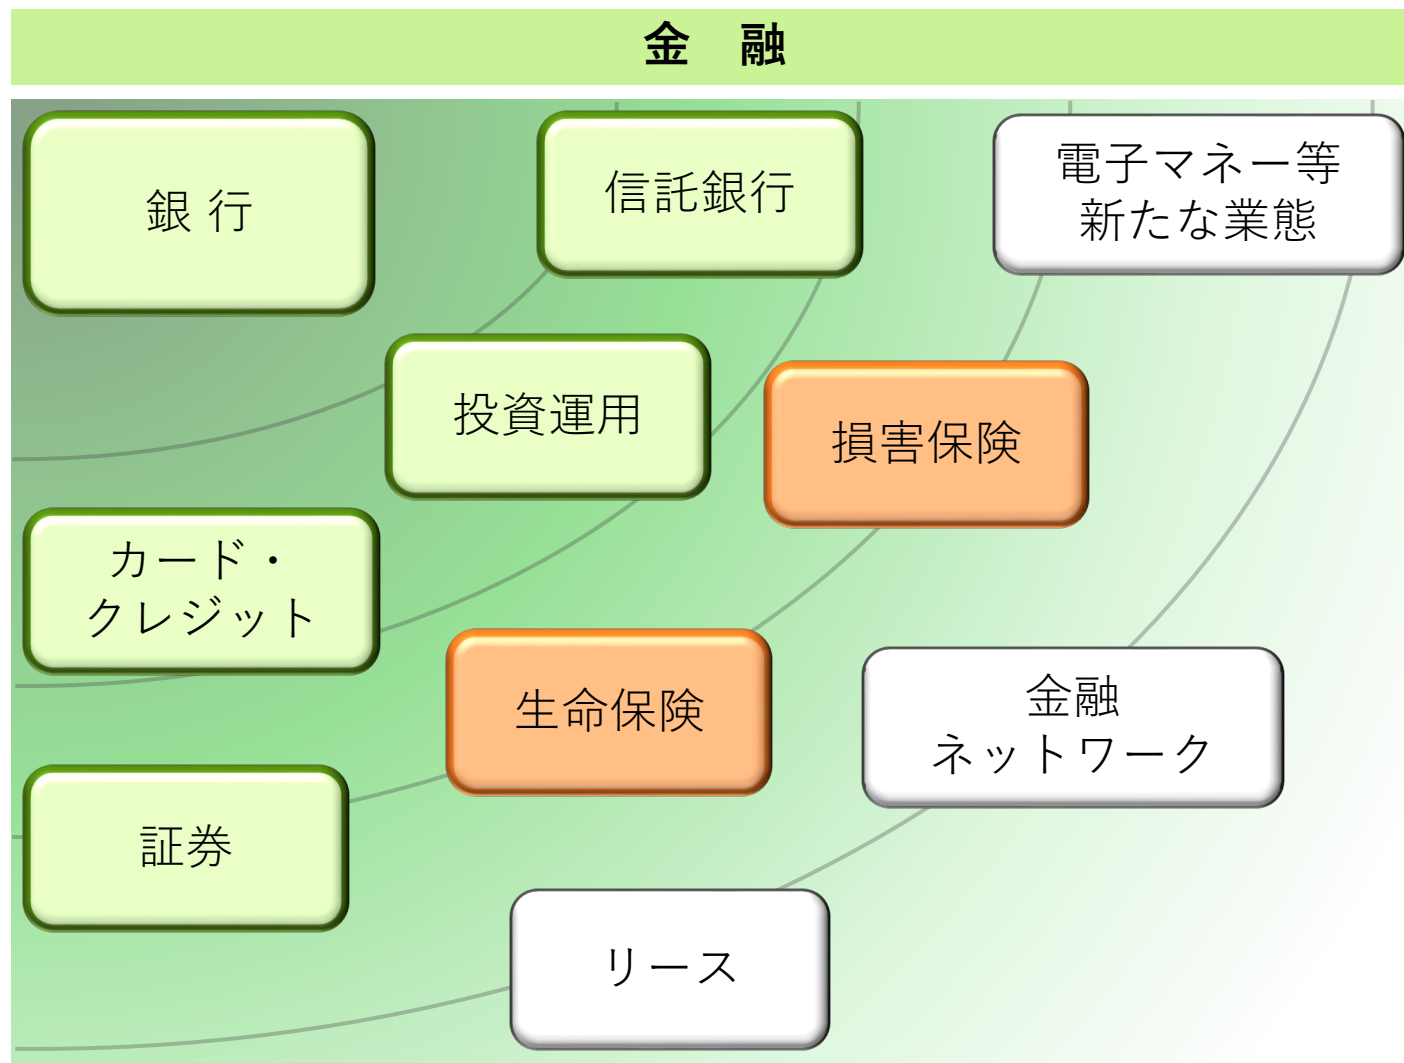 金　融
銀 行
信託銀行
電子マネー等
新たな業態
投資運用
損害保険
カード・
クレジット
生命保険
金融
ネットワーク
証券
リース